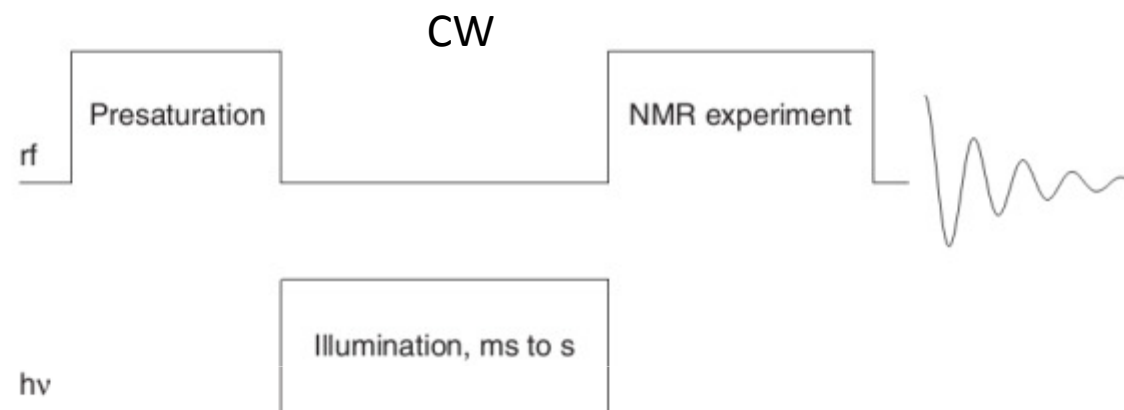 CW
Presaturation
NMR experiment
rf
Illumination, ms to s
hν